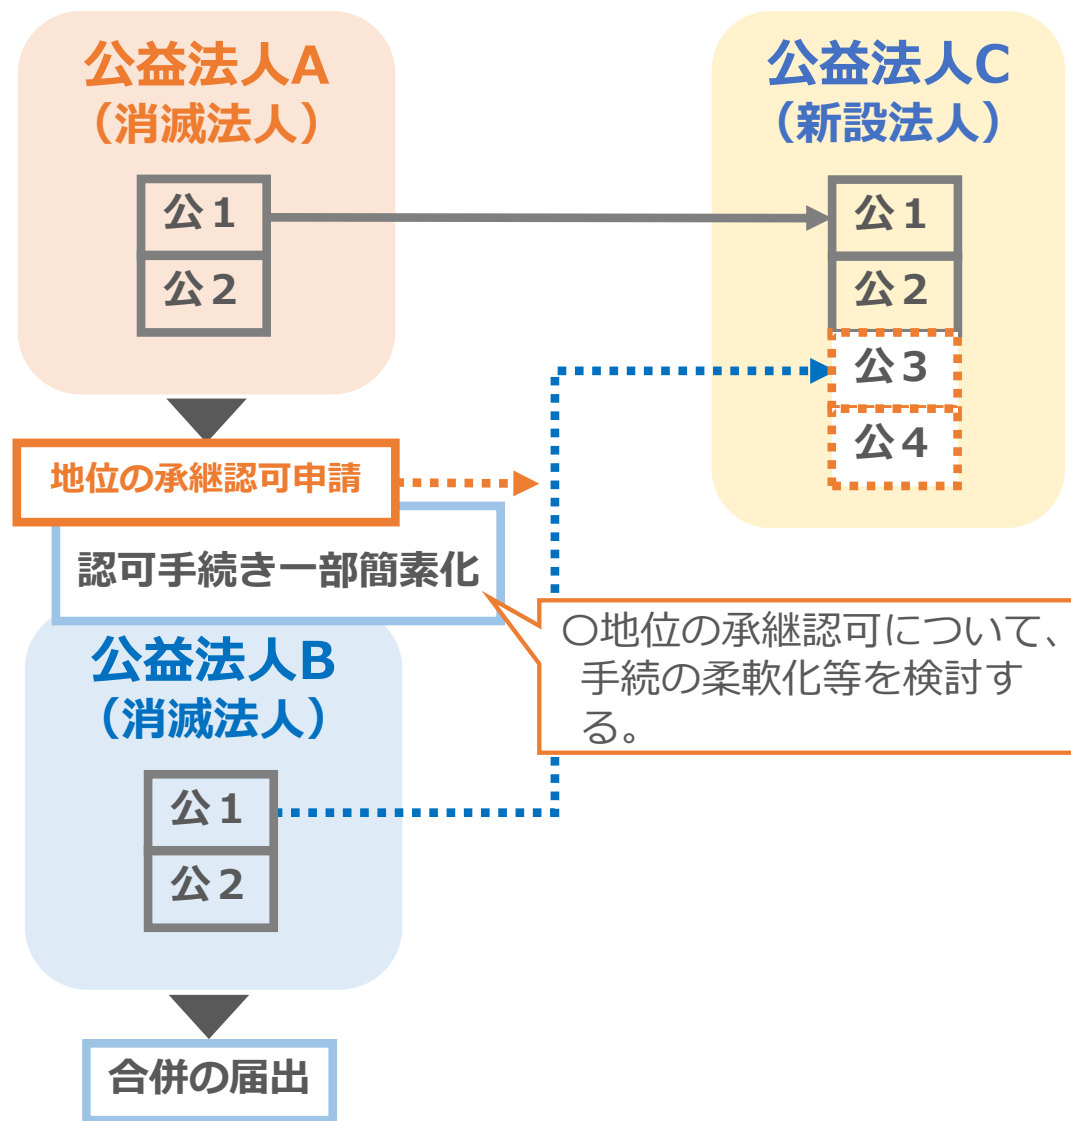 公益法人A
（消滅法人）
公１
公２
地位の承継認可申請
認可手続き一部簡素化
公益法人B
（消滅法人）
公１
公２
合併の届出
公益法人C
（新設法人）
公１
公２
公３
公４
〇地位の承継認可について、
手続の柔軟化等を検討す
る。